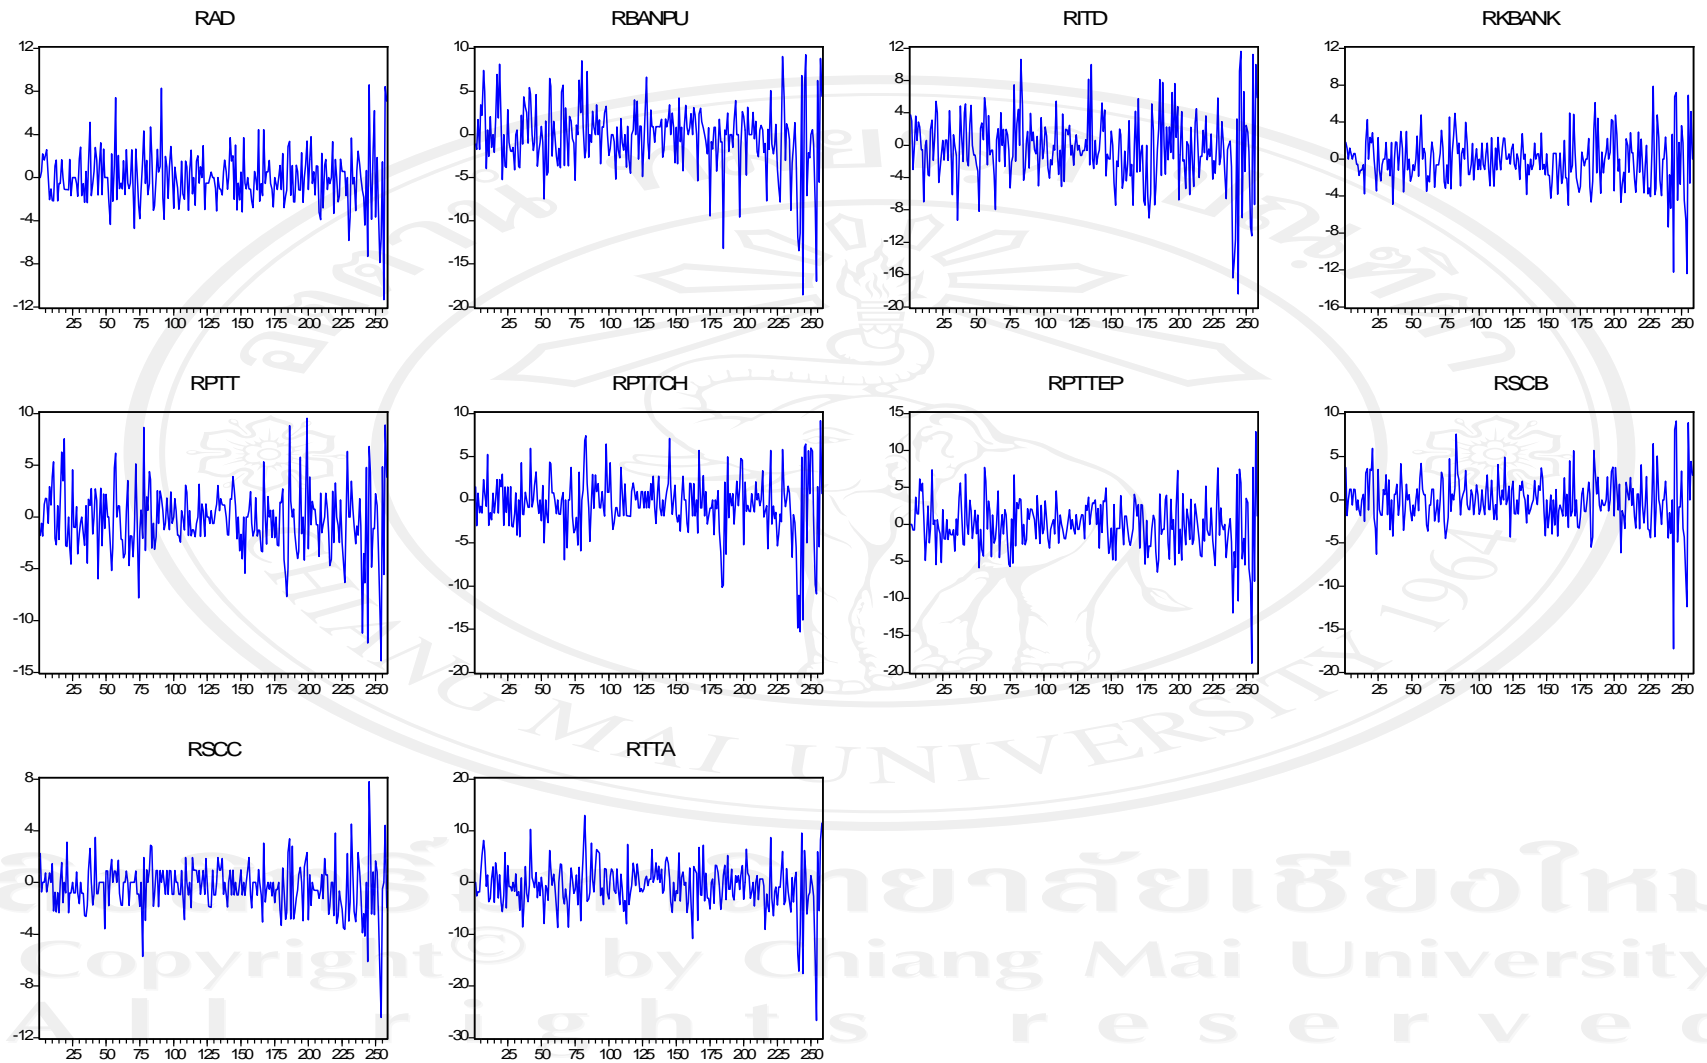 RAD RBANPU RITD RKBANK
12 10 12 12
8 5 8 8
4 0 4 4
0 -5 0 0
-4 -10 -4 -4
-8 -15 -8 -8
-12 -20 -12 -12
-16 -16
-20
25 50 75 100 125 150 175 200 225 250 25 50 75 100 125 150 175 200 225 250 25 50 75 100 125 150 175 200 225 250 25 50 75 100 125 150 175 200 225 250
RPTT RPTTCH RPTTEP RSCB
10 10 15 10
5 5 10 5
0 0 5 0
-5 -5 0 -5
-10 -10 -5 -10
-15 -15 -10 -15
-20 -15 -20
-20
25 50 75 100 125 150 175 200 225 250 25 50 75 100 125 150 175 200 225 250 25 50 75 100 125 150 175 200 225 250 25 50 75 100 125 150 175 200 225 250
RSCC RTTA
8 20
4 10
0 0
-4 -10
-8 -20
-12 -30
25 50 75 100 125 150 175 200 225 250 25 50 75 100 125 150 175 200 225 250
CHIANG MAI UNIVERSITY 1964
Copyright© by Chiang Mai University
All rights reserved